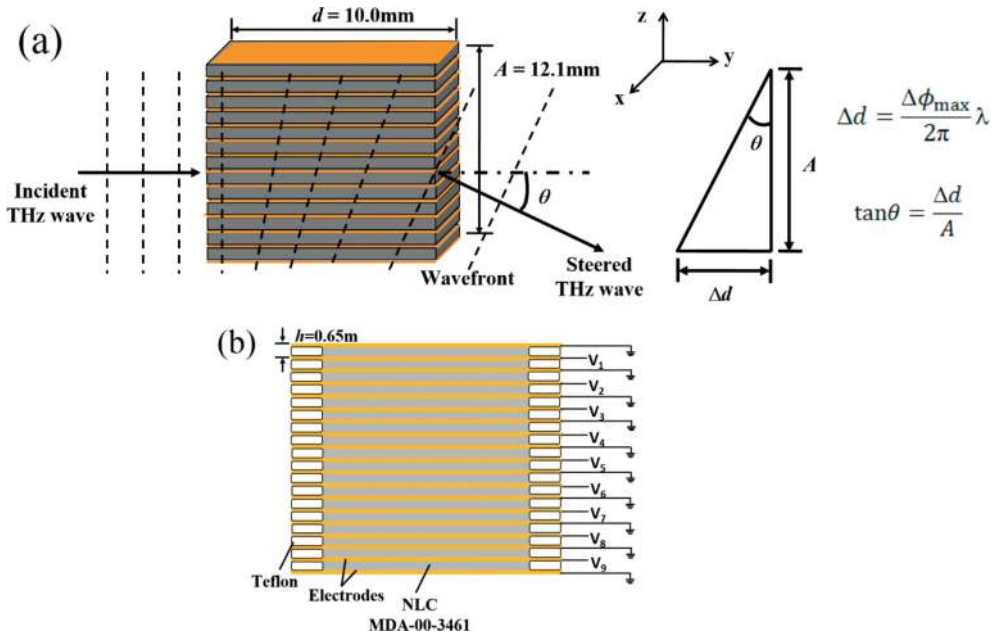 (a)
d = 10.0mm
A = 12.1mm
Incident
THz wave
θ
Wavefront
Steered
THz wave
z
y
x
θ
A
Δd
Δd = Δϕmax/2π λ
tanθ = Δd/A
(b)
h=0.65m
V₁
V₂
V₃
V₄
V₅
V₆
V₇
V₈
V₉
Teflon
Electrodes
NLC
MDA-00-3461